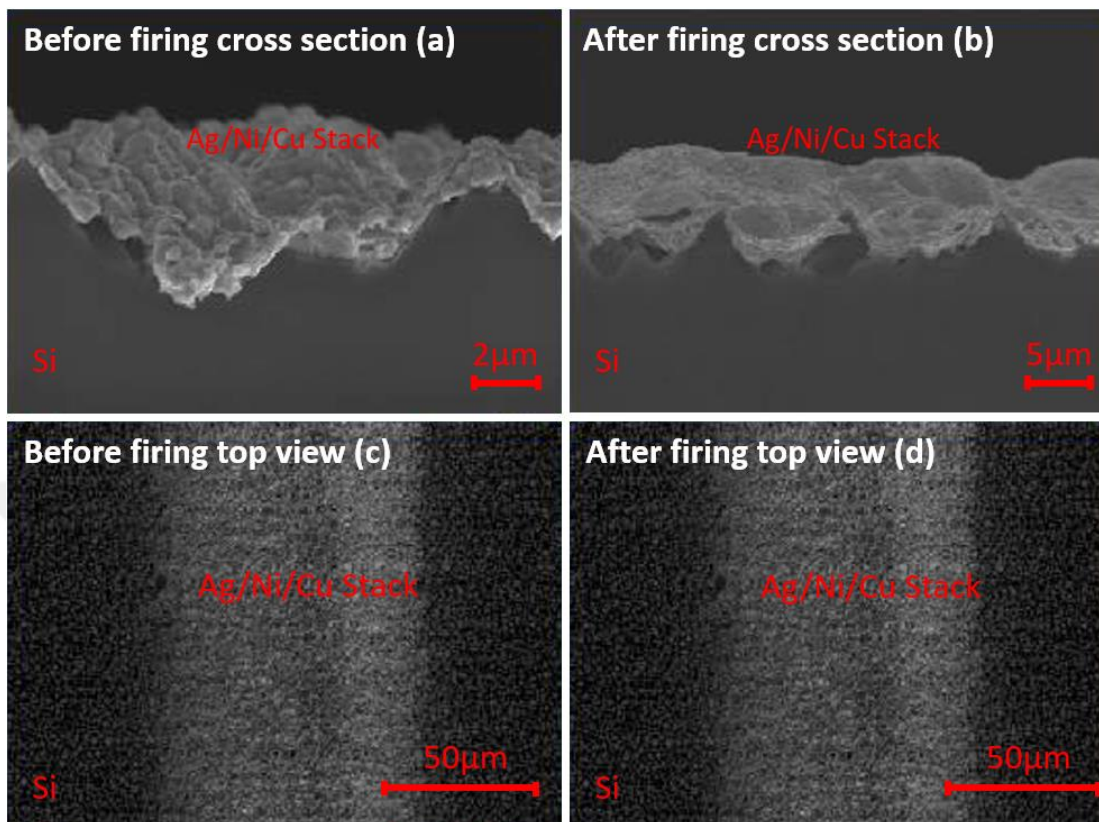 Before firing cross section (a)
Ag/Ni/Cu Stack
Si
2μm
After firing cross section (b)
Ag/Ni/Cu Stack
5μm
Before firing top view (c)
Ag/Ni/Cu Stack
50μm
Si
After firing top view (d)
Ag/Ni/Cu Stack
50μm
Si